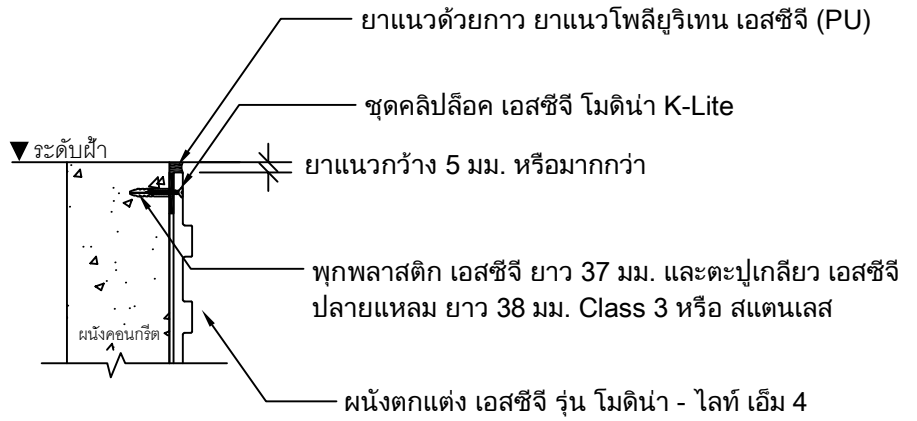 ยาแนวด้วยกาว ยาแนวโพลียูริเทน เอสซีจี (PU)
ชุดคลิปล็อค เอสซีจี โมดิน่า K-Lite
ระดับฝ้า
ยาแนวกว้าง 5 มม. หรือมากกว่า
พุกพลาสติก เอสซีจี ยาว 37 มม. และตะปูเกลียว เอสซีจี
ปลายแหลม ยาว 38 มม. Class 3 หรือ สแตนเลส
ผนังคอนกรีต
ผนังตกแต่ง เอสซีจี รุ่น โมดิน่า - ไลท์ เอ็ม 4